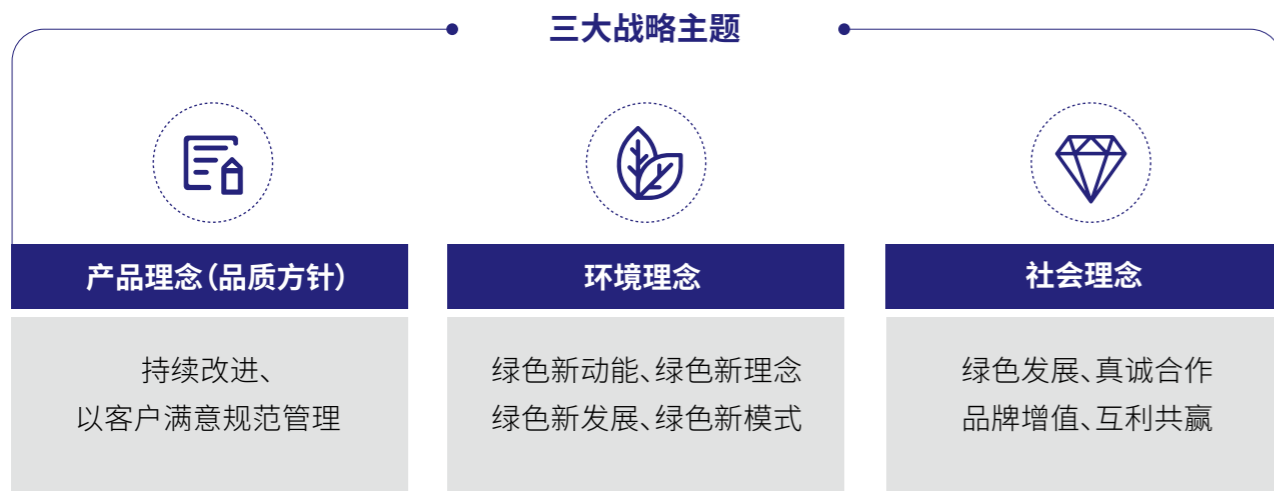 三大战略主题
产品理念（品质方针）
持续改进、
以客户满意规范管理
环境理念
绿色新动能、绿色新理念
绿色新发展、绿色新模式
社会理念
绿色发展、真诚合作
品牌增值、互利共赢